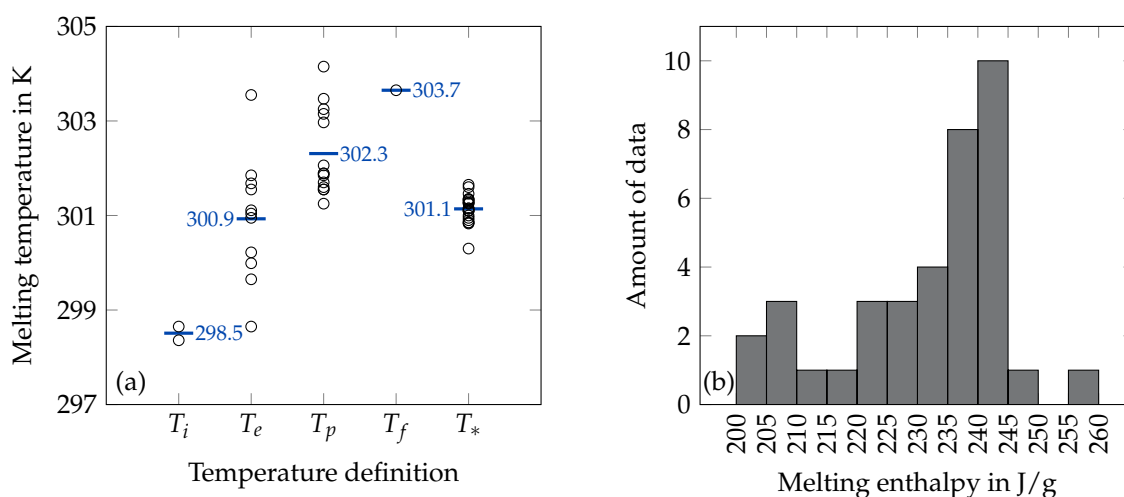 305
303
301
299
297
Melting temperature in K
298.5
300.9
302.3
303.7
301.1
(a)
T_i T_e T_p T_f T_*
Temperature definition
10
8
6
4
2
0
Amount of data
(b)
200 205 210 215 220 225 230 235 240 245 250 255 260
Melting enthalpy in J/g